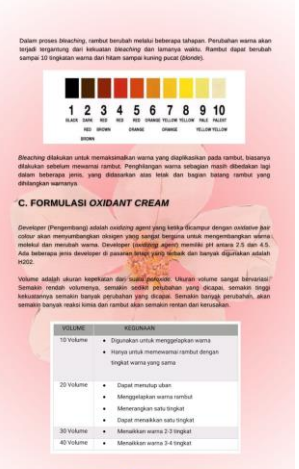 Dalam proses bleaching, rambut berubah melalui beberapa tahapan. Perubahan warna akan
terjadi tergantung dari kekuatan bleaching dan lamanya waktu. Rambut dapat berubah
sampai 10 tingkatan warna dari hitam sampai kuning pucat (blonde).
1 2 3 4 5 6 7 8 9 10
BLACK DARK RED RED RED ORANGE YELLOW YELLOW PALE PALEST
RED BROWN ORANGE ORANGE YELLOW YELLOW
BROWN
Bleaching dilakukan untuk memaksimalkan warna yang diaplikasikan pada rambut, biasanya
dilakukan sebelum mewarnai rambut. Penghilangan warna sebagian masih dibedakan lagi
dalam beberapa jenis, yang didasarkan atas letak dan bagian batang rambut yang
dihilangkan warnanya
C. FORMULASI OXIDANT CREAM
Developer (Pengembang) adalah oxidizing agent yang ketika dicampur dengan oxidative hair
colour akan menyumbangkan oksigen yang sangat berguna untuk mengembangkan warna
molekul dan merubah warna. Developer (oxidizing agent) memiliki pH antara 2.5 dan 4.5.
Ada beberapa jenis developer di pasaran tetapi yang terbaik dan banyak digunakan adalah
H202.
Volume adalah ukuran kepekatan dari suatu peroxide. Ukuran volume sangat bervariasi.
Semakin rendah volumenya, semakin sedikit perubahan yang dicapai, semakin tinggi
kekuatannya semakin banyak perubahan yang dicapai. Semakin banyak perubahan, akan
semakin banyak reaksi kimia dan rambut akan semakin rentan dari kerusakan.
VOLUME KEGUNAAN
10 Volume • Digunakan untuk menggelapkan warna
• Hanya untuk memewarnai rambut dengan
tingkat warna yang sama
20 Volume • Dapat menutup uban
• Menggelapkan warna rambut
• Menerangkan satu tingkat
• Dapat menaikkan satu tingkat
30 Volume • Menaikkan warna 2-3 tingkat
40 Volume • Menaikkan warna 3-4 tingkat